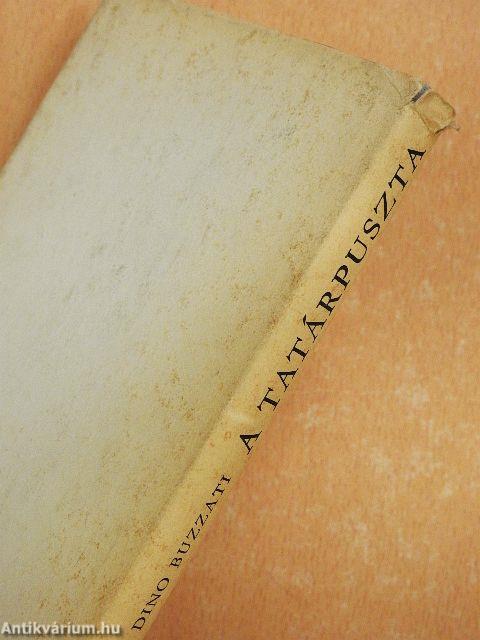 DINO BUZZATI A TATÁRPUSZTA
Antikvárium.hu